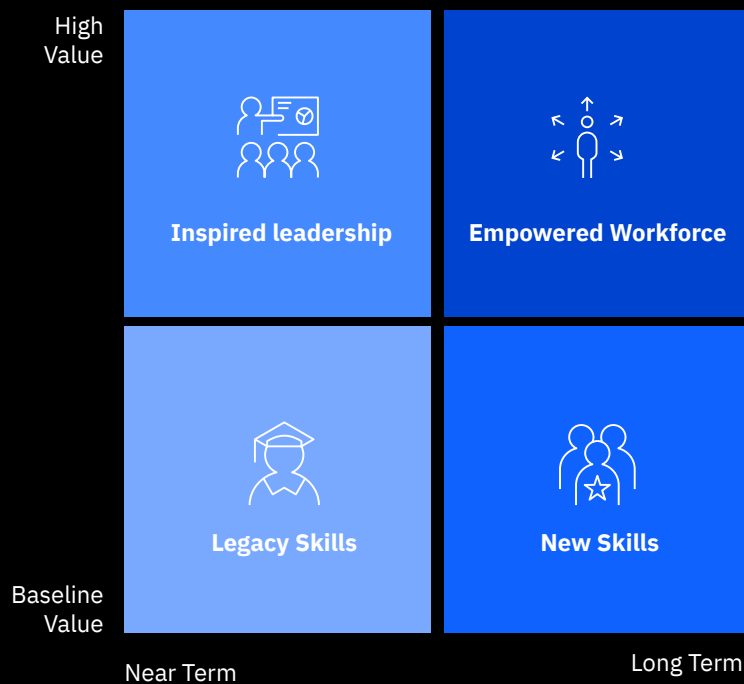 High
Value
Inspired leadership
Empowered Workforce
Legacy Skills
New Skills
Baseline
Value
Near Term
Long Term